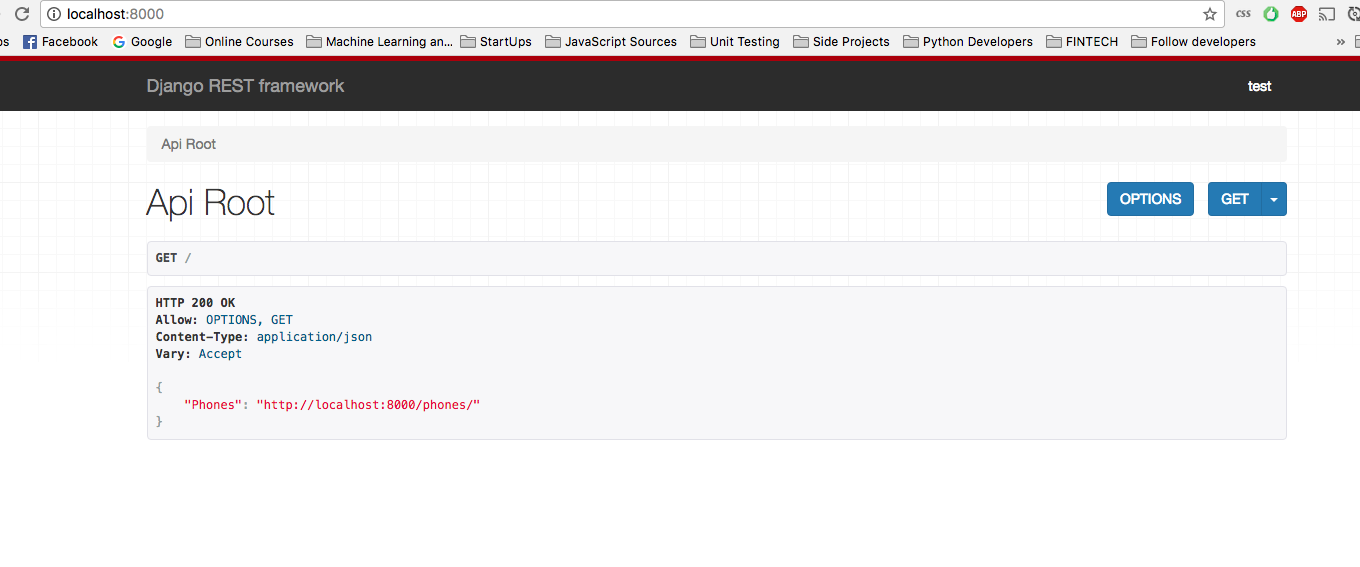 localhost:8000
css
ABP
ps Facebook Google Online Courses Machine Learning an... StartUps JavaScript Sources Unit Testing Side Projects Python Developers FINTECH Follow developers »
Django REST framework test
Api Root
Api Root OPTIONS GET
GET /
HTTP 200 OK
Allow: OPTIONS, GET
Content-Type: application/json
Vary: Accept
{
"Phones": "http://localhost:8000/phones/"
}